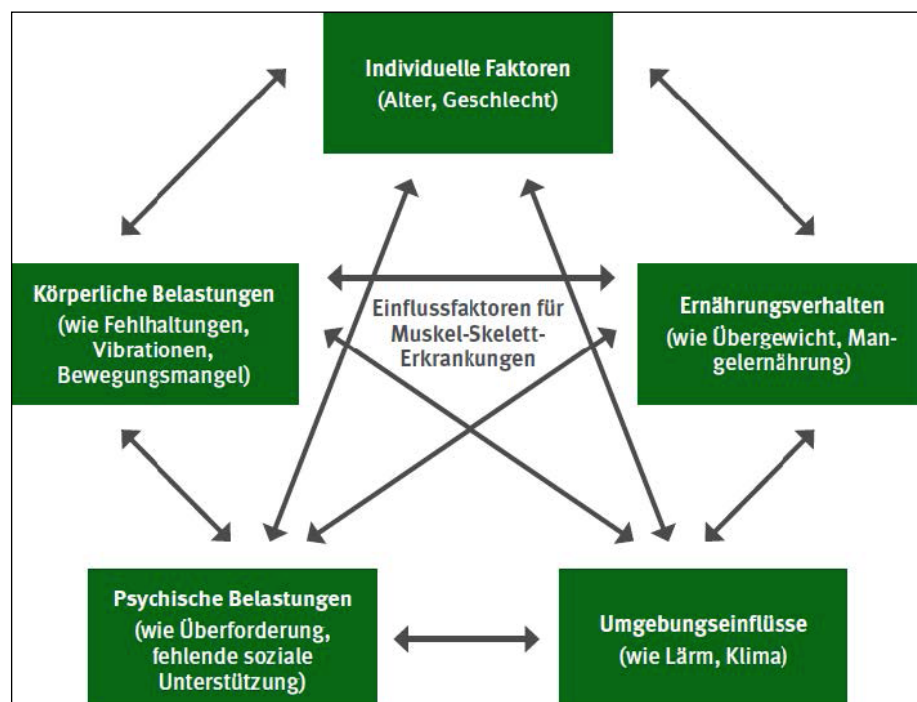 Individuelle Faktoren
(Alter, Geschlecht)
Körperliche Belastungen
(wie Fehlhaltungen,
Vibrationen,
Bewegungsmangel)
Einflussfaktoren für
Muskel-Skelett-
Erkrankungen
Ernährungsverhalten
(wie Übergewicht, Man-
gelernährung)
Psychische Belastungen
(wie Überforderung,
fehlende soziale
Unterstützung)
Umgebungseinflüsse
(wie Lärm, Klima)